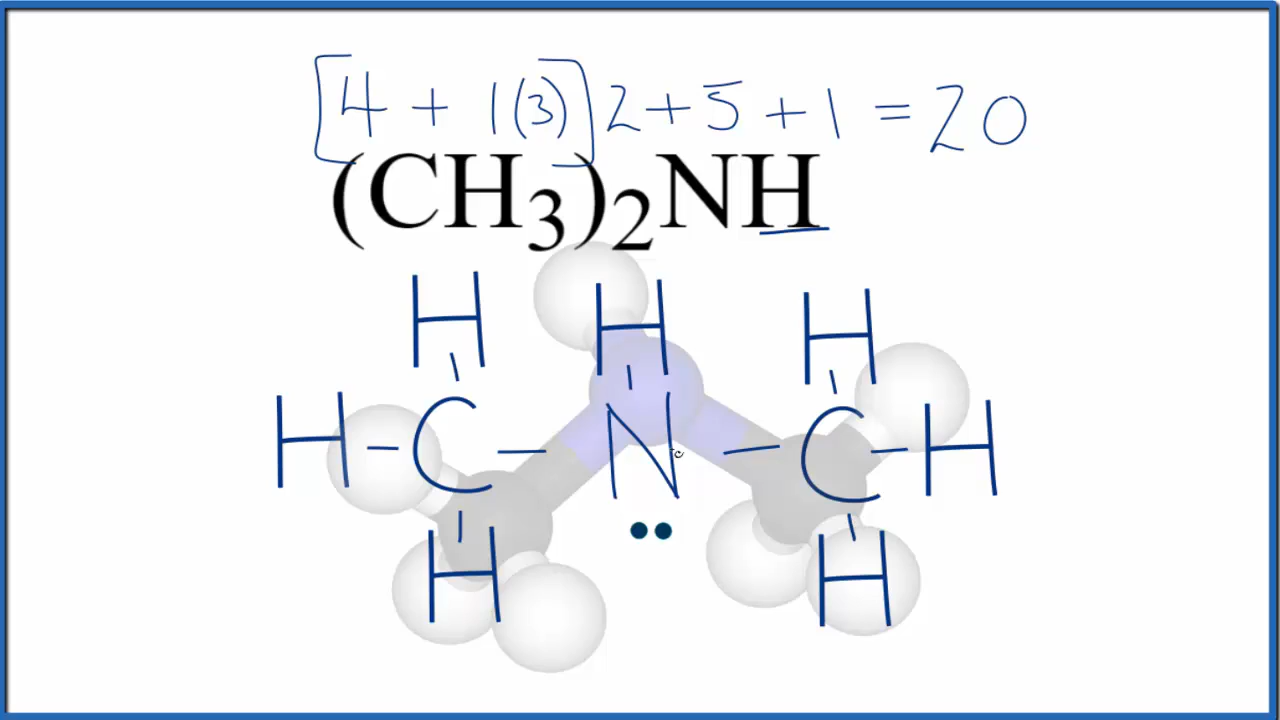 [4 + 1(3)]2 + 5 + 1 = 20
(CH₃)₂NH
H H H
H - C - N - C - H
H H